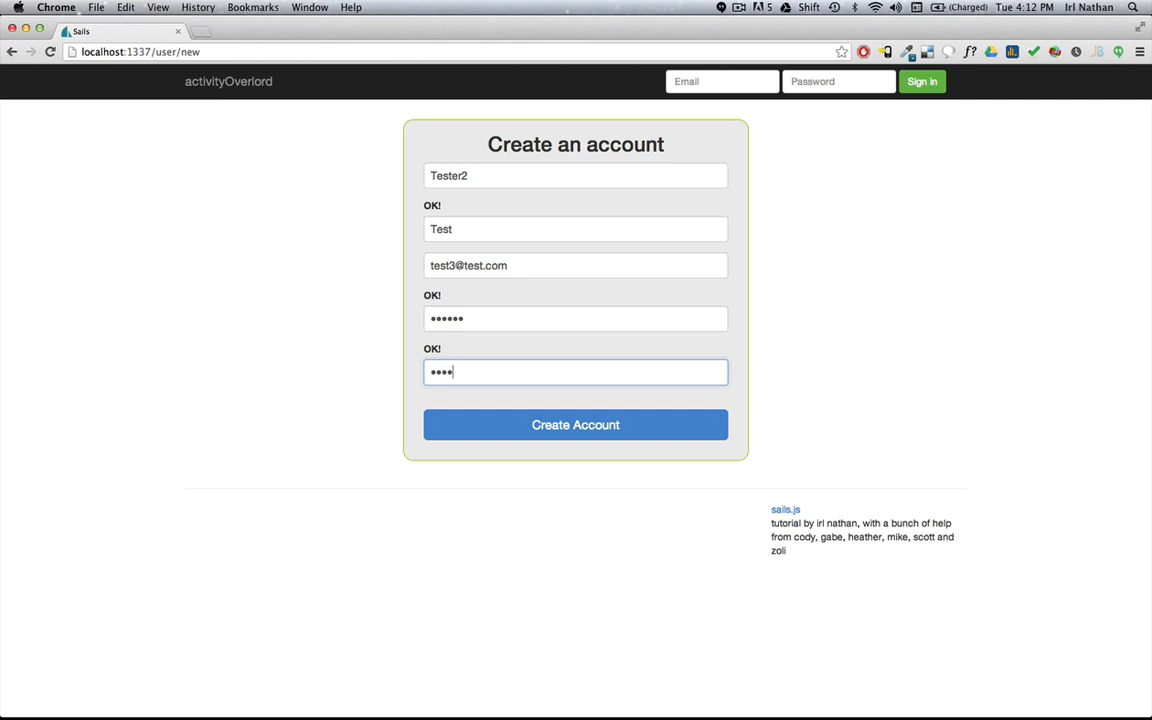 Chrome File Edit View History Bookmarks Window Help 5 Shift (Charged) Tue 4:12 PM Irl Nathan
Sails
localhost:1337/user/new
activityOverlord Email Password Sign in
Create an account
Tester2
OK!
Test
test3@test.com
OK!
••••••
OK!
••••
Create Account
sails.js
tutorial by irl nathan, with a bunch of help
from cody, gabe, heather, mike, scott and
zoli